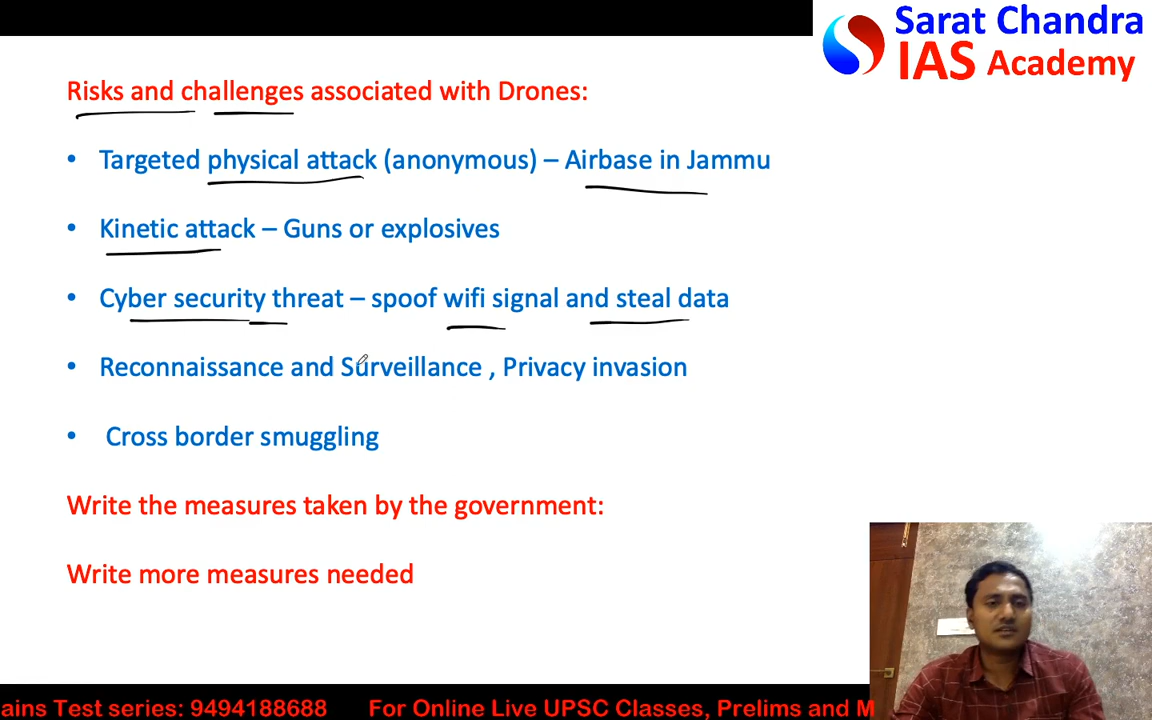 Sarat Chandra
IAS Academy
Risks and challenges associated with Drones:
• Targeted physical attack (anonymous) – Airbase in Jammu
• Kinetic attack – Guns or explosives
• Cyber security threat – spoof wifi signal and steal data
• Reconnaissance and Surveillance , Privacy invasion
• Cross border smuggling
Write the measures taken by the government:
Write more measures needed
ains Test series: 9494188688 For Online Live UPSC Classes, Prelims and M